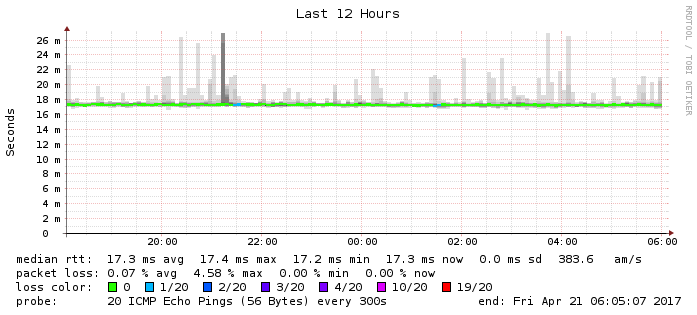 Last 12 Hours
RRDTOOL / TOBI OETIKER
Seconds
26 m
24 m
22 m
20 m
18 m
16 m
14 m
12 m
10 m
8 m
6 m
4 m
2 m
0
20:00 22:00 00:00 02:00 04:00 06:00
median rtt: 17.3 ms avg 17.4 ms max 17.2 ms min 17.3 ms now 0.0 ms sd 383.6 am/s
packet loss: 0.07 % avg 4.58 % max 0.00 % min 0.00 % now
loss color: 0 1/20 2/20 3/20 4/20 10/20 19/20
probe: 20 ICMP Echo Pings (56 Bytes) every 300s end: Fri Apr 21 06:05:07 2017